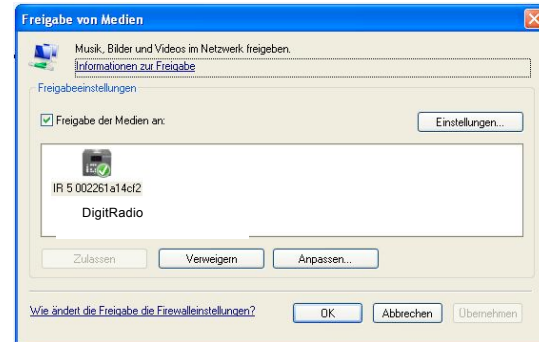 Freigabe von Medien
Musik, Bilder und Videos im Netzwerk freigeben.
Informationen zur Freigabe
Freigabeeinstellungen
Freigabe der Medien an:
Einstellungen...
IR 5 002261a14cf2
DigitRadio
Zulassen Verweigern Anpassen...
Wie ändert die Freigabe die Firewalleinstellungen? OK Abbrechen Übernehmen